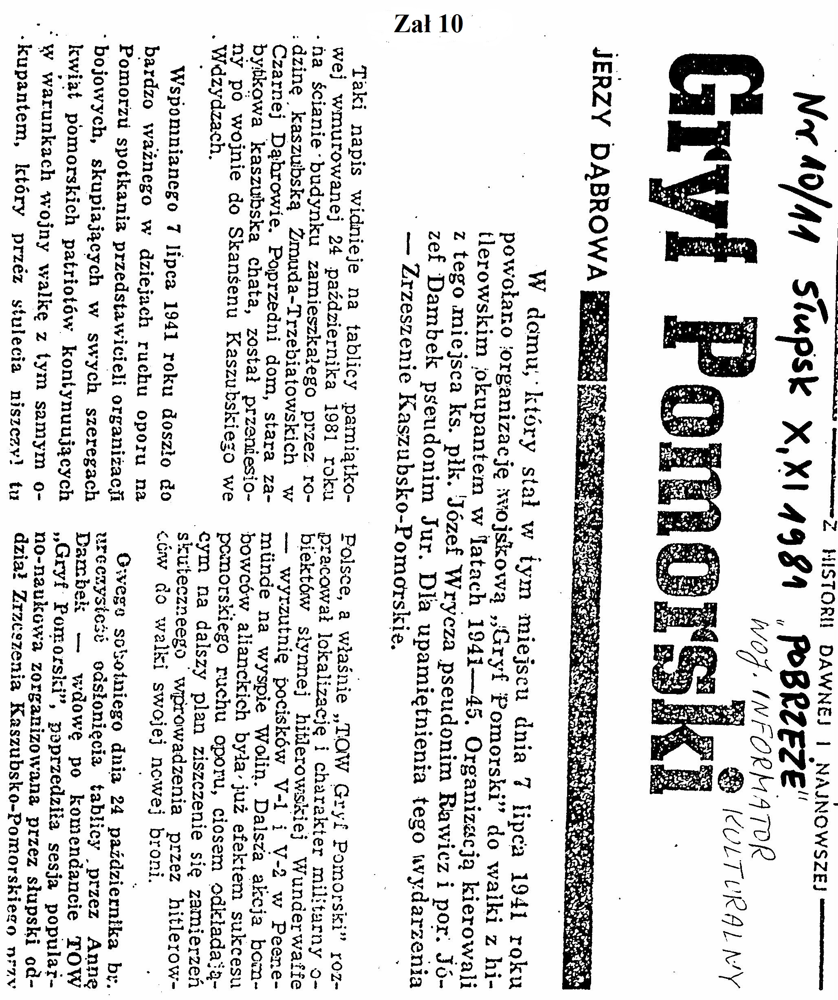 Zał 10
Z HISTORII DAWNEJ I NAJNOWSZEJ
Nr 10/11 Słupsk X, XI 1981 "POBRZEŻE"
WOJ. INFORMATOR
KULTURALNY
Gryf Pomorski
JERZY DĄBROWA
W domu, który stał w tym miejscu dnia 7 lipca 1941 roku
powołano organizację wojskową „Gryf Pomorski” do walki z hi-
tlerowskim okupantem w latach 1941—45. Organizacją kierowali
z tego miejsca ks. płk. Józef Wrycza pseudonim Rawicz i por. Jó-
zef Dambek pseudonim Jur. Dla upamiętnienia tego wydarzenia
— Zrzeszenie Kaszubsko-Pomorskie.
Taki napis widnieje na tablicy pamiątko-
wej wmurowanej 24 października 1981 roku
na ścianie budynku zamieszkałego przez ro-
dzinę kaszubską Żmuda-Trzebiatowskich w
Czarnej Dąbrowie. Poprzedni dom, stara za-
bytkowa kaszubska chata, został przeniesio-
ny po wojnie do Skansenu Kaszubskiego we
Wdzydzach.
Wspomnianego 7 lipca 1941 roku doszło do
bardzo ważnego w dziejach ruchu oporu na
Pomorzu spotkania przedstawicieli organizacji
bojowych, skupiających w swych szeregach
kwiat pomorskich patriotów kontynuujących
w warunkach wojny walkę z tym samym o-
kupantem, który przez stulecia niszczył tu
Polsce, a właśnie „TOW Gryf Pomorski” roz-
pracował lokalizację i charakter militarny o-
biektów słynnej hitlerowskiej Wunderwaffe
— wyrzutnię pocisków V-1 i V-2 w Peene-
münde na wyspie Wolin. Dalsza akcja bom-
bowców alianckich była już efektem sukcesu
pomorskiego ruchu oporu, ciosem odkładają-
cym na dalszy plan ziszczenie się zamierzeń
skutecznego wprowadzenia przez hitlerow-
ców do walki swojej nowej broni.
Owego sobotniego dnia 24 października br.
uroczystość odsłonięcia tablicy przez Annę
Dambek — wdowę po komendancie TOW
„Gryf Pomorski”, poprzedziła sesja popular-
no-naukowa zorganizowana przez słupski od-
dział Zrzeszenia Kaszubsko-Pomorskiego przy